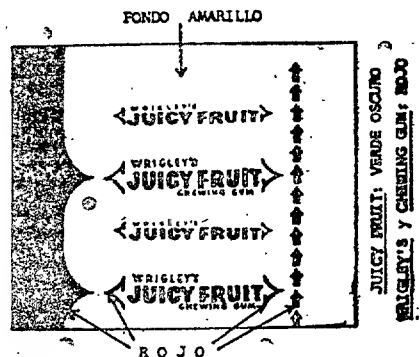 FONDO AMARILLO
WRIGLEY'S
JUICY FRUIT
WRIGLEY'S
JUICY FRUIT
CHEWING GUM
WRIGLEY'S
JUICY FRUIT
WRIGLEY'S
JUICY FRUIT
CHEWING GUM
ROJO
JUICY FRUIT: VERDE OSCURO
WRIGLEY'S y CHEWING GUM: ROJO